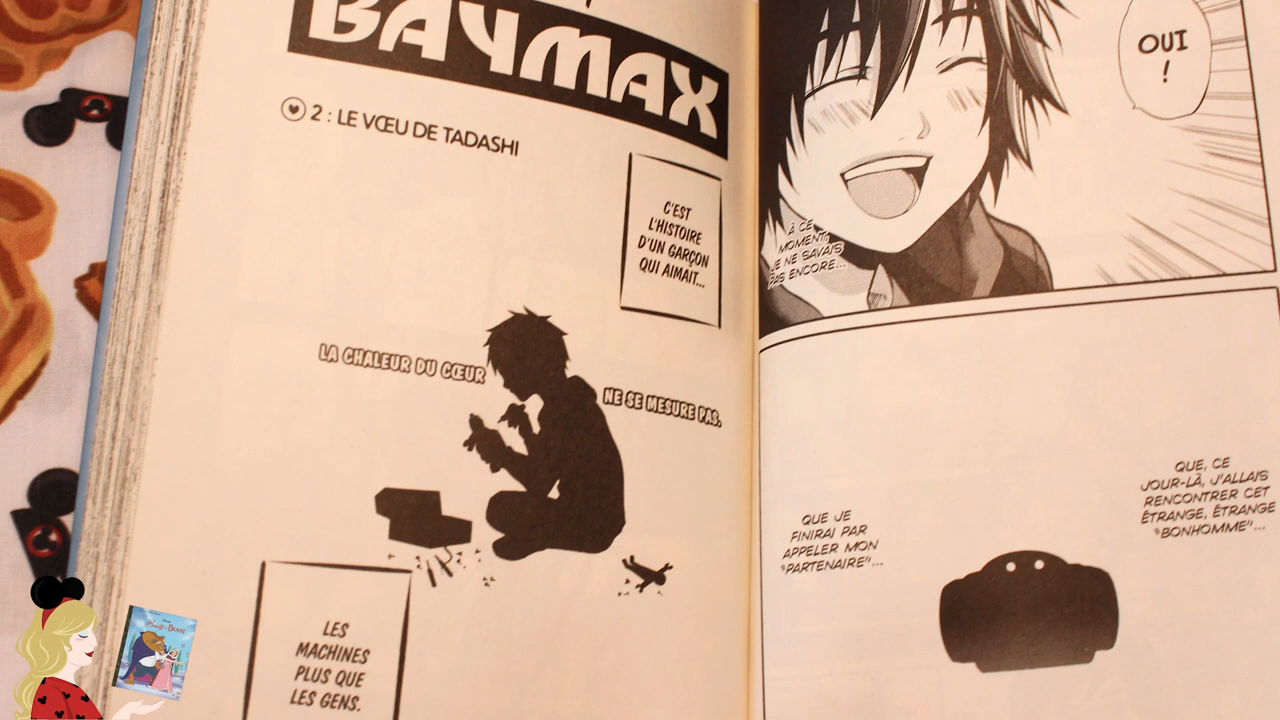 BAYMAX
2 : LE VŒU DE TADASHI
C'EST
L'HISTOIRE
D'UN GARÇON
QUI AIMAIT...
LA CHALEUR DU CŒUR
NE SE MESURE PAS.
LES
MACHINES
PLUS QUE
LES GENS.
OUI
!
À CE
MOMENT,
JE NE SAVAIS
PAS ENCORE...
QUE, CE
JOUR-LÀ, J'ALLAIS
RENCONTRER CET
ÉTRANGE, ÉTRANGE
"BONHOMME"...
QUE JE
FINIRAI PAR
APPELER MON
"PARTENAIRE"...